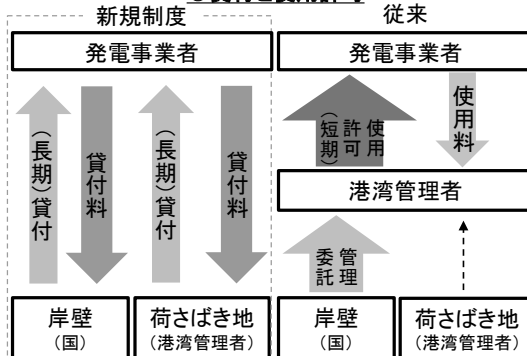 新規制度
従来
発電事業者
発電事業者
(長期)貸付
貸付料
(長期)貸付
貸付料
使用
許可
(短期)
使用料
港湾管理者
管理
委託
岸壁
(国)
荷さばき地
(港湾管理者)
岸壁
(国)
荷さばき地
(港湾管理者)